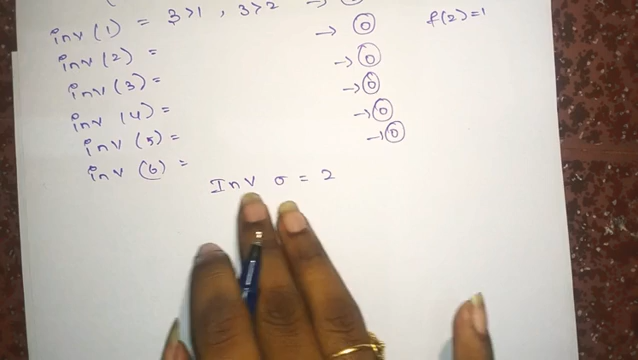 inv (1) = 3>1 , 3>2 →
f(2)=1
inv (2) = → 0
inv (3) = → 0
inv (4) = → 0
inv (5) = → 0
inv (6) = → 0
Inv σ = 2